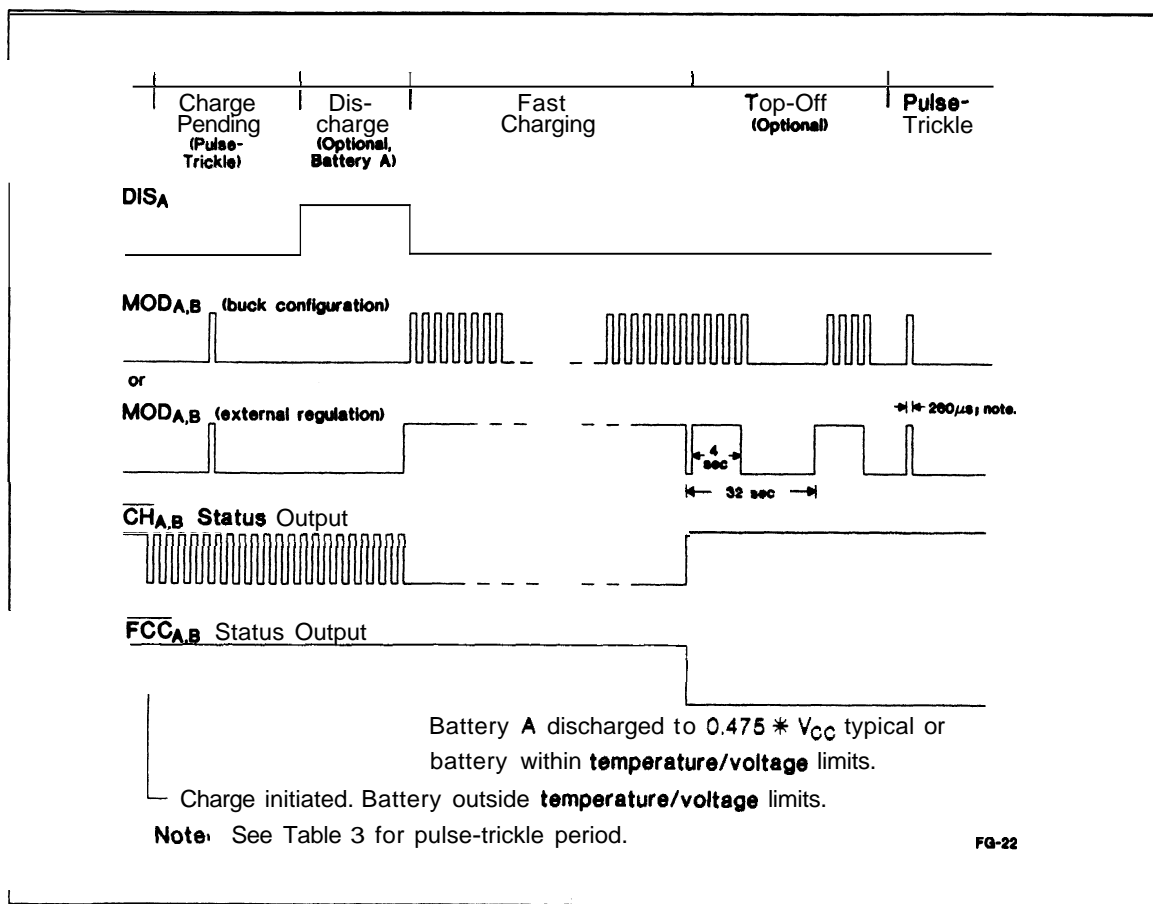 Charge
Pending
(Pulse-
Trickle)
Dis-
charge
(Optional,
Battery A)
Fast
Charging
Top-Off
(Optional)
Pulse-
Trickle
DISA
MODA,B (buck configuration)
or
MODA,B (external regulation)
260µs; note.
4
sec
32 sec
CHA,B Status Output
FCCA,B Status Output
Battery A discharged to 0.475 * VCC typical or
battery within temperature/voltage limits.
Charge initiated. Battery outside temperature/voltage limits.
Note: See Table 3 for pulse-trickle period.
FG-22